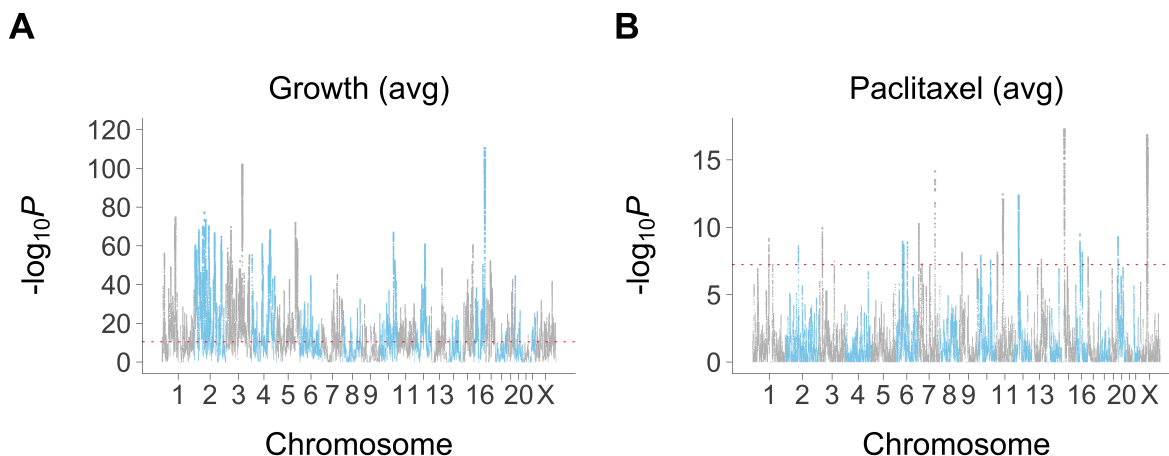 A
Growth (avg)
120
100
80
60
40
20
0
-log10P
1 2 3 4 5 6 7 8 9 11 13 16 20 X
Chromosome
B
Paclitaxel (avg)
15
10
5
0
-log10P
1 2 3 4 5 6 7 8 9 11 13 16 20 X
Chromosome